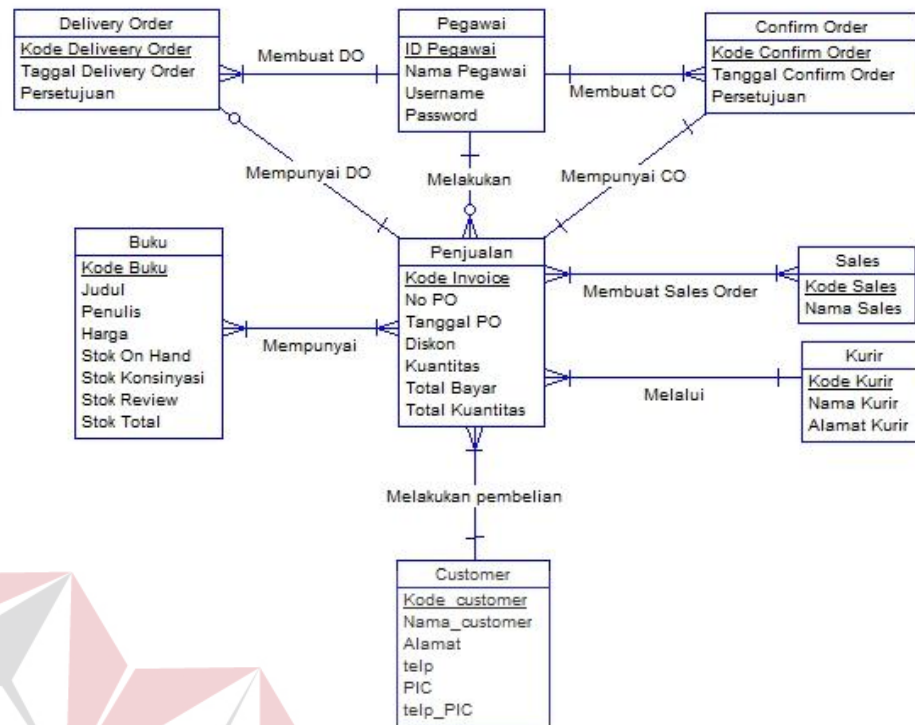 Delivery Order
Kode Deliveery Order
Taggal Delivery Order
Persetujuan
Membuat DO
Pegawai
ID Pegawai
Nama Pegawai
Username
Password
Membuat CO
Confirm Order
Kode Confirm Order
Tanggal Confirm Order
Persetujuan
Mempunyai DO
Melakukan
Mempunyai CO
Buku
Kode Buku
Judul
Penulis
Harga
Stok On Hand
Stok Konsinyasi
Stok Review
Stok Total
Mempunyai
Penjualan
Kode Invoice
No PO
Tanggal PO
Diskon
Kuantitas
Total Bayar
Total Kuantitas
Membuat Sales Order
Sales
Kode Sales
Nama Sales
Melalui
Kurir
Kode Kurir
Nama Kurir
Alamat Kurir
Melakukan pembelian
Customer
Kode_customer
Nama_customer
Alamat
telp
PIC
telp_PIC